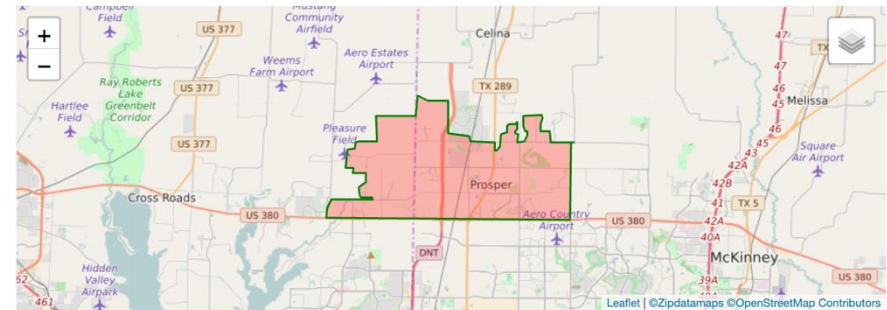 Campbell
Field
US 377
Mustang
Community
Airfield
Celina
47
TX
+
−
Weems
Farm Airport
Aero Estates
Airport
TX 289
47
46
45
Melissa
Ray Roberts
Lake
Greenbelt
Corridor
US 377
Hartlee
Field
US 377
Pleasure
Field
46
45
43
42A
Square
Air Airport
42B
Prosper
Cross Roads
US 380
41
TX 5
Aero Country
Airport
US 380
42A
40A
DNT
McKinney
Hidden
Valley
Airpark
39A
US 380
52
461
Leaflet | ©Zipdatamaps ©OpenStreetMap Contributors